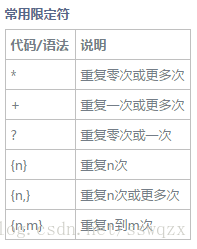 常用限定符
代码/语法 说明
* 重复零次或更多次
+ 重复一次或更多次
? 重复零次或一次
{n} 重复n次
{n,} 重复n次或更多次
{n,m} 重复n到m次